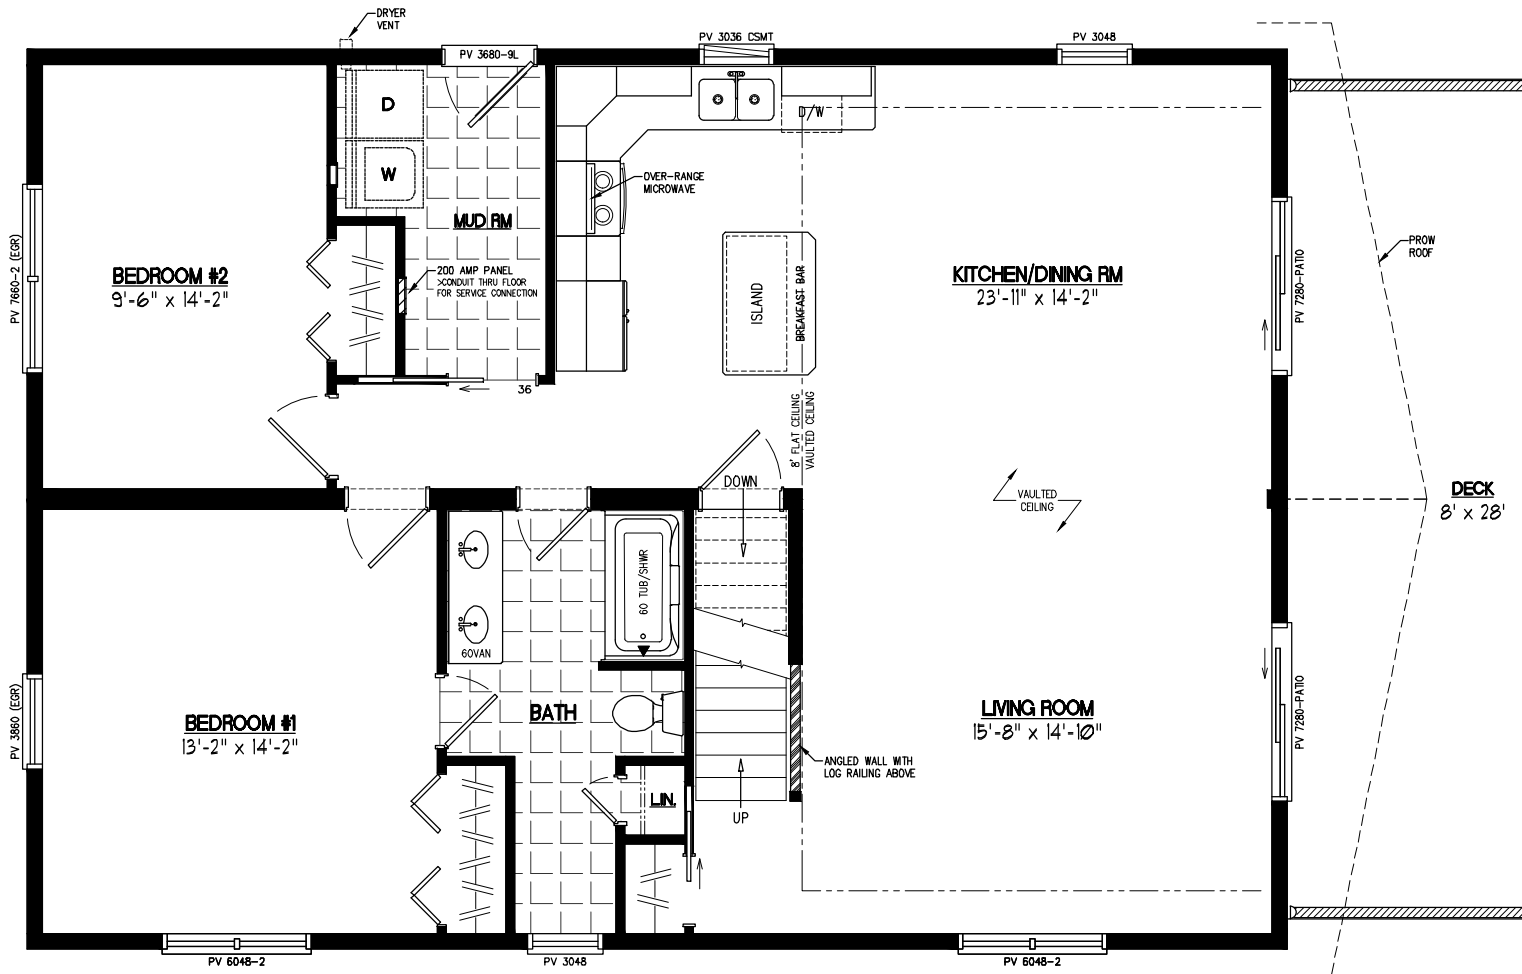 DRYER
VENT
PV 3680-9L
PV 3036 CSMT
PV 3048
D
W
D/W
OVER-RANGE
MICROWAVE
MUD RM
200 AMP PANEL
>CONDUIT THRU FLOOR
FOR SERVICE CONNECTION
BEDROOM #2
9'-6" x 14'-2"
PV 7660-2 (EGR)
ISLAND
BREAKFAST BAR
KITCHEN/DINING RM
23'-11" x 14'-2"
PV 7280-PATIO
PROW
ROOF
36
8' FLAT CEILING
VAULTED CEILING
DOWN
VAULTED
CEILING
DECK
8' x 28'
60 TUB/SHWR
60VAN
BATH
BEDROOM #1
13'-2" x 14'-2"
PV 3860 (EGR)
LIVING ROOM
15'-8" x 14'-10"
PV 7280-PATIO
ANGLED WALL WITH
LOG RAILING ABOVE
LIN.
UP
PV 6048-2
PV 3048
PV 6048-2